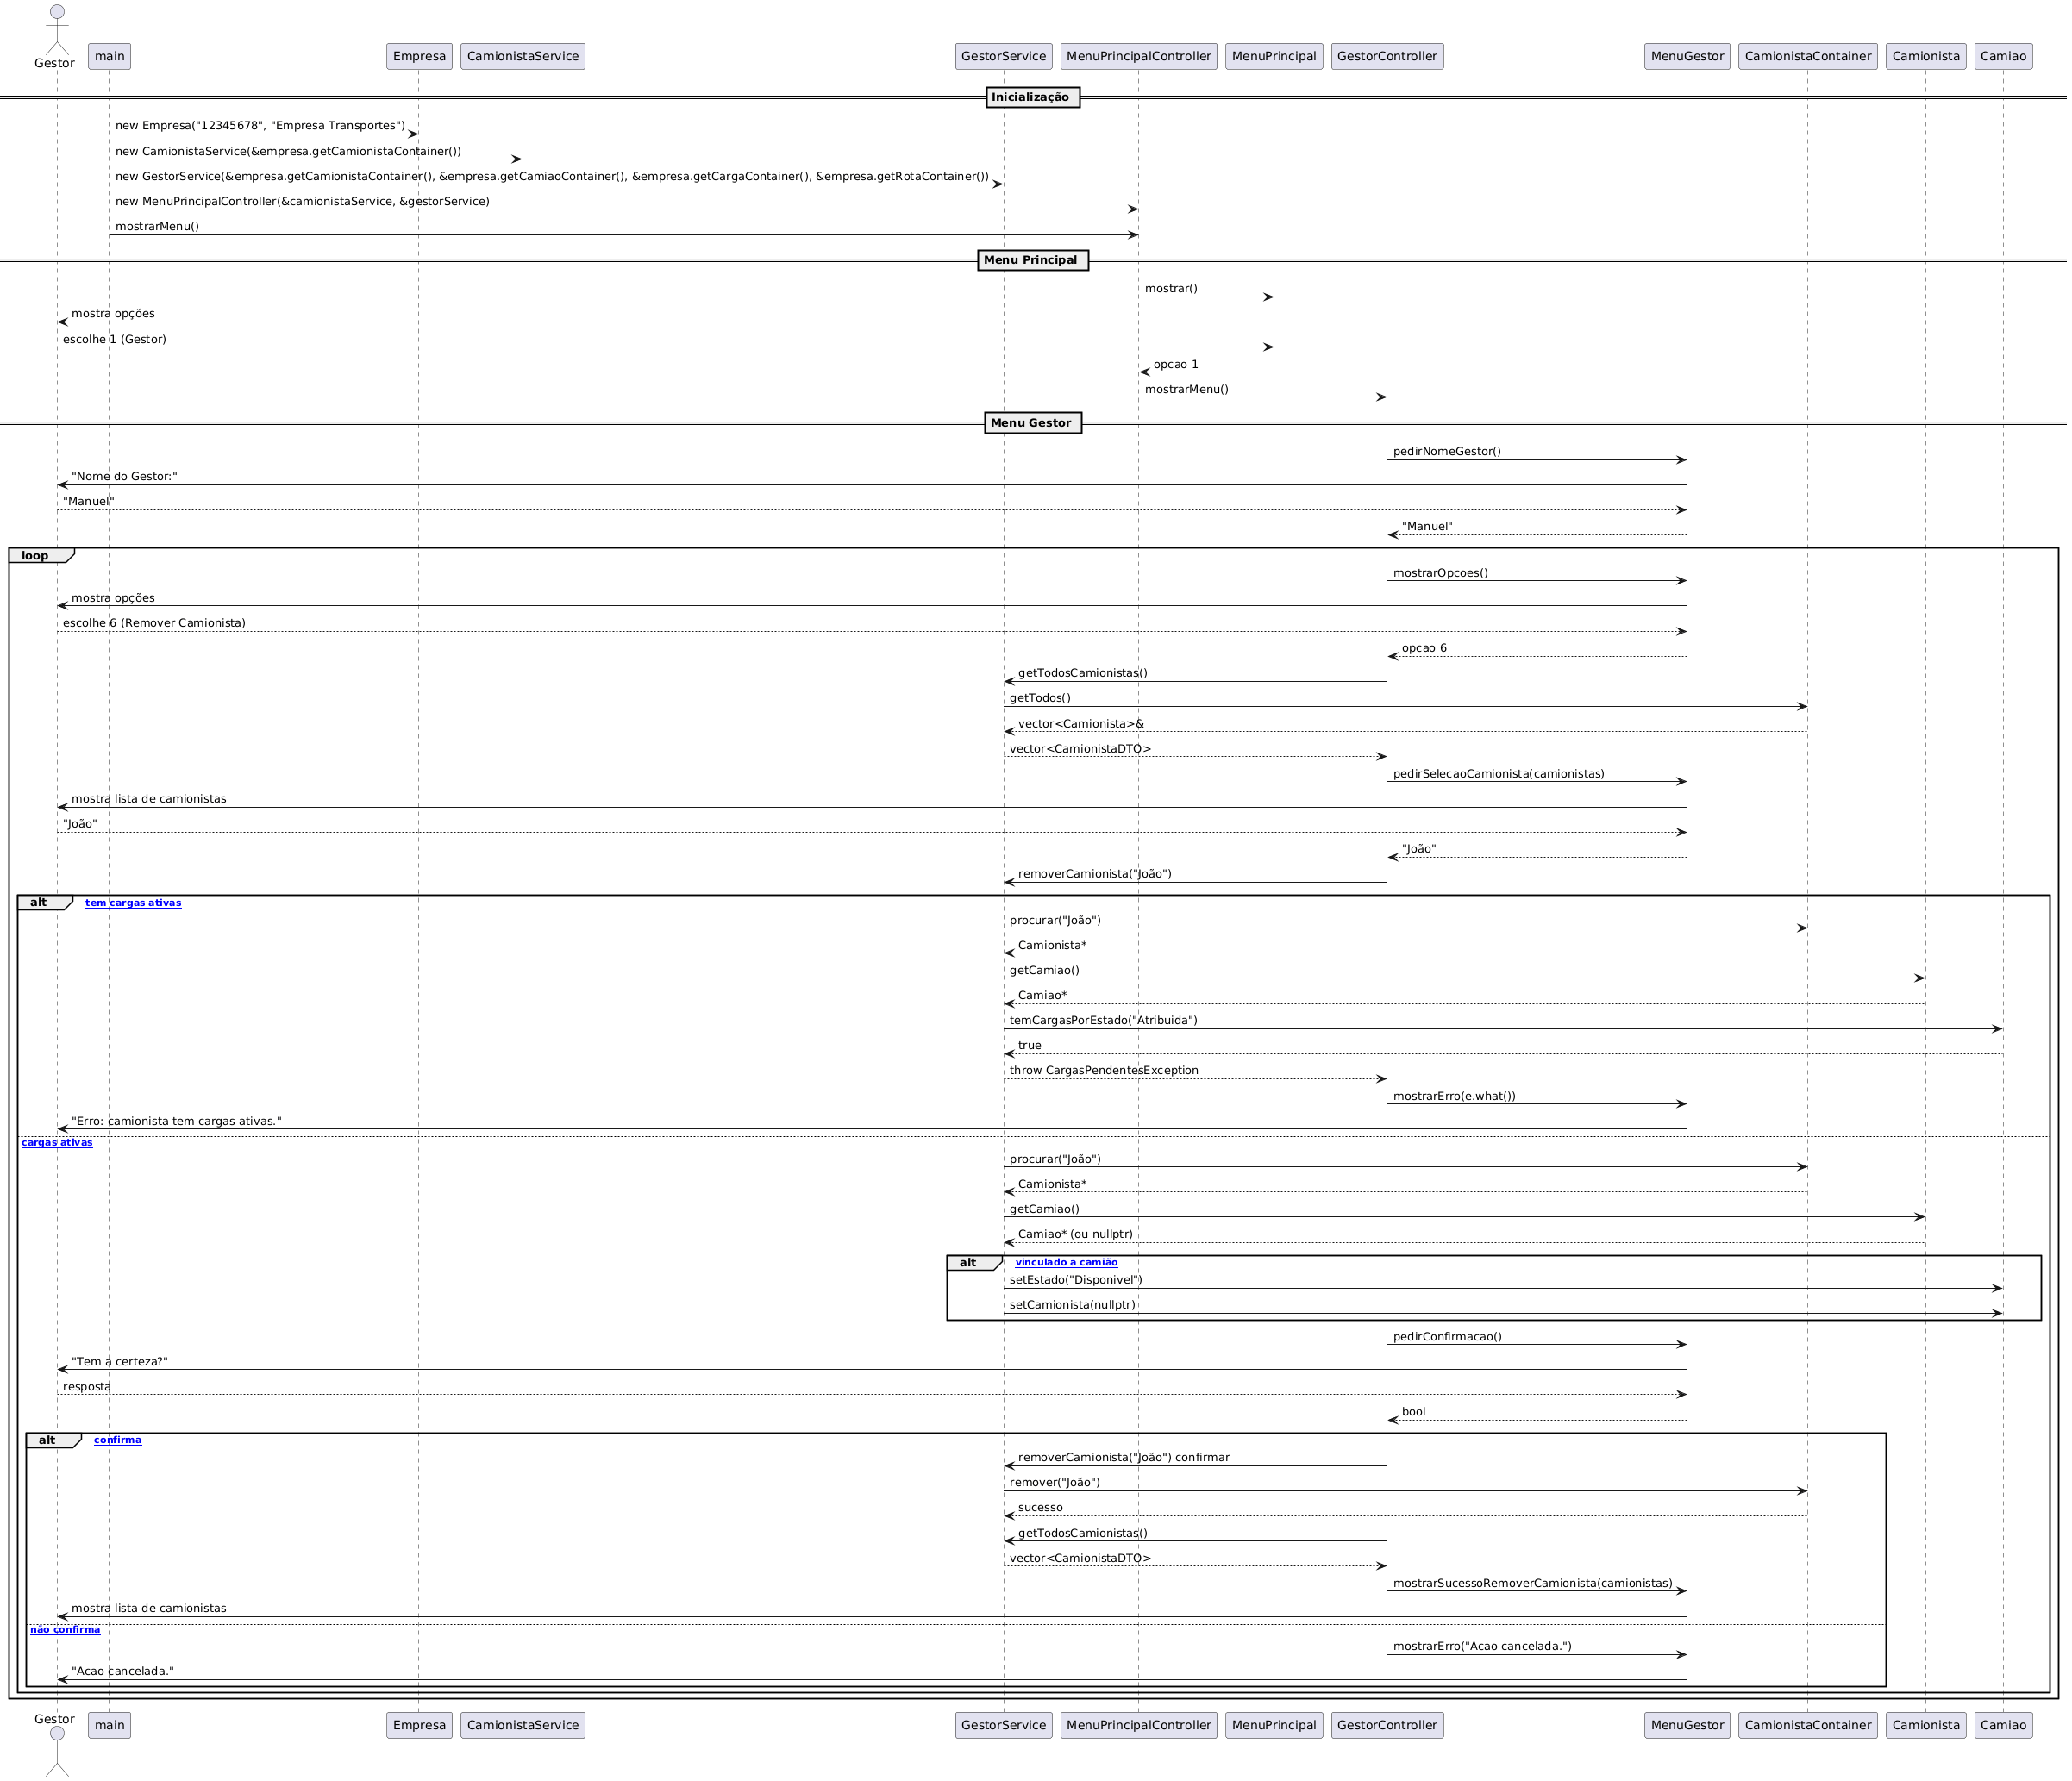 Gestor
main
Empresa
CamionistaService
GestorService
MenuPrincipalController
MenuPrincipal
GestorController
MenuGestor
CamionistaContainer
Camionista
Camiao
Inicialização
new Empresa("12345678", "Empresa Transportes")
new CamionistaService(&empresa.getCamionistaContainer())
new GestorService(&empresa.getCamionistaContainer(), &empresa.getCamiaoContainer(), &empresa.getCargaContainer(), &empresa.getRotaContainer())
new MenuPrincipalController(&camionistaService, &gestorService)
mostrarMenu()
Menu Principal
mostrar()
mostra opções
escolhe 1 (Gestor)
opcao 1
mostrarMenu()
Menu Gestor
pedirNomeGestor()
"Nome do Gestor:"
"Manuel"
"Manuel"
loop
mostrarOpcoes()
mostra opções
escolhe 6 (Remover Camionista)
opcao 6
getTodosCamionistas()
getTodos()
vector<Camionista>&
vector<CamionistaDTO>
pedirSelecaoCamionista(camionistas)
mostra lista de camionistas
"João"
"João"
removerCamionista("João")
alt tem cargas ativas
procurar("João")
Camionista*
getCamiao()
Camiao*
temCargasPorEstado("Atribuida")
true
throw CargasPendentesException
mostrarErro(e.what())
"Erro: camionista tem cargas ativas."
cargas ativas
procurar("João")
Camionista*
getCamiao()
Camiao* (ou nullptr)
alt vinculado a camião
setEstado("Disponivel")
setCamionista(nullptr)
pedirConfirmacao()
"Tem a certeza?"
resposta
bool
alt confirma
removerCamionista("João") confirmar
remover("João")
sucesso
getTodosCamionistas()
vector<CamionistaDTO>
mostrarSucessoRemoverCamionista(camionistas)
mostra lista de camionistas
não confirma
mostrarErro("Acao cancelada.")
"Acao cancelada."
Gestor
main
Empresa
CamionistaService
GestorService
MenuPrincipalController
MenuPrincipal
GestorController
MenuGestor
CamionistaContainer
Camionista
Camiao